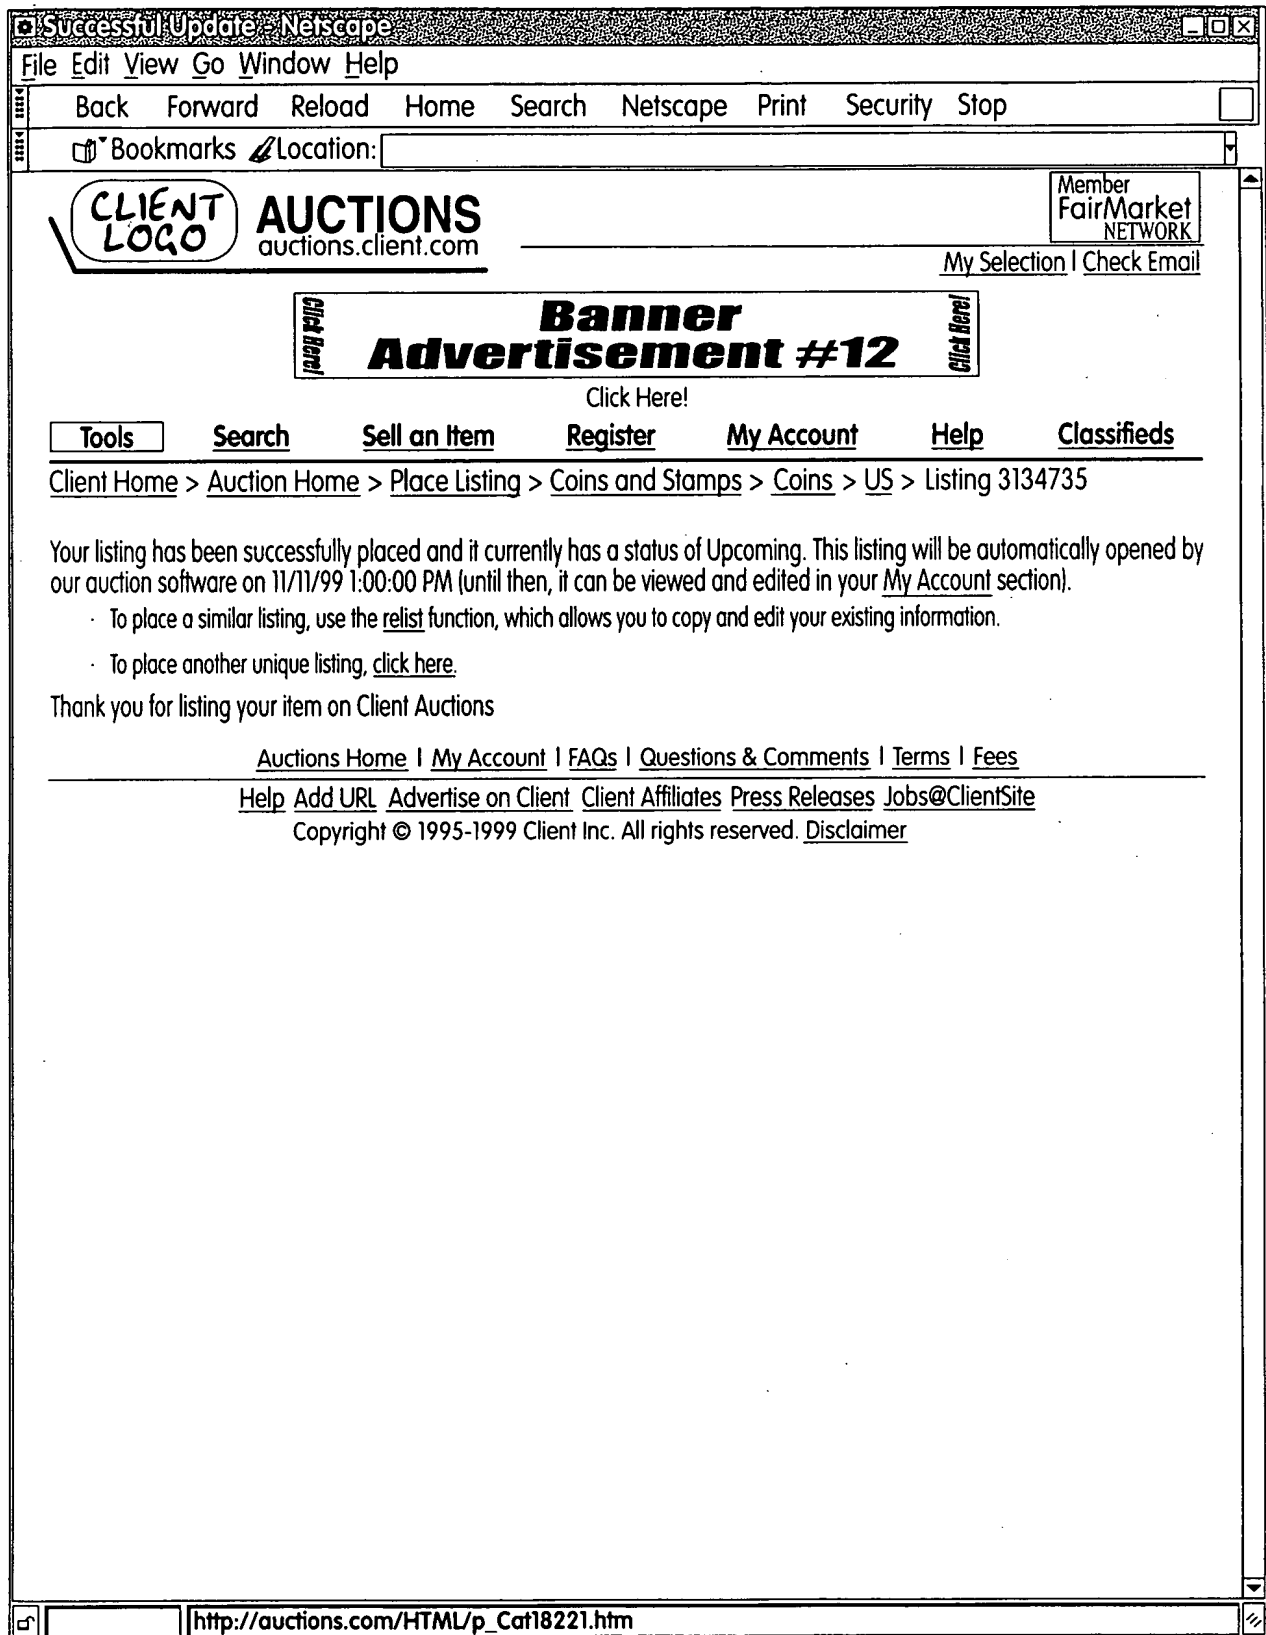 Successful Update - Netscape
File Edit View Go Window Help
Back Forward Reload Home Search Netscape Print Security Stop
Bookmarks Location:
CLIENT LOGO
AUCTIONS
auctions.client.com
Member
FairMarket
NETWORK
My Selection | Check Email
Click Here!
Banner
Advertisement #12
Click Here!
Click Here!
Tools Search Sell an Item Register My Account Help Classifieds
Client Home > Auction Home > Place Listing > Coins and Stamps > Coins > US > Listing 3134735
Your listing has been successfully placed and it currently has a status of Upcoming. This listing will be automatically opened by
our auction software on 11/11/99 1:00:00 PM (until then, it can be viewed and edited in your My Account section).
· To place a similar listing, use the relist function, which allows you to copy and edit your existing information.
· To place another unique listing, click here.
Thank you for listing your item on Client Auctions
Auctions Home | My Account | FAQs | Questions & Comments | Terms | Fees
Help Add URL Advertise on Client Client Affiliates Press Releases Jobs@ClientSite
Copyright © 1995-1999 Client Inc. All rights reserved. Disclaimer
http://auctions.com/HTML/p_Cat18221.htm